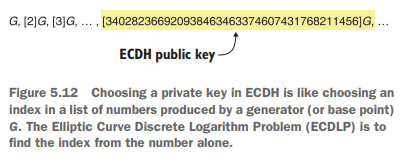 G, [2]G, [3]G, … , [340282366920938463463374607431768211456]G, …
ECDH public key
Figure 5.12 Choosing a private key in ECDH is like choosing an
index in a list of numbers produced by a generator (or base point)
G. The Elliptic Curve Discrete Logarithm Problem (ECDLP) is to
find the index from the number alone.